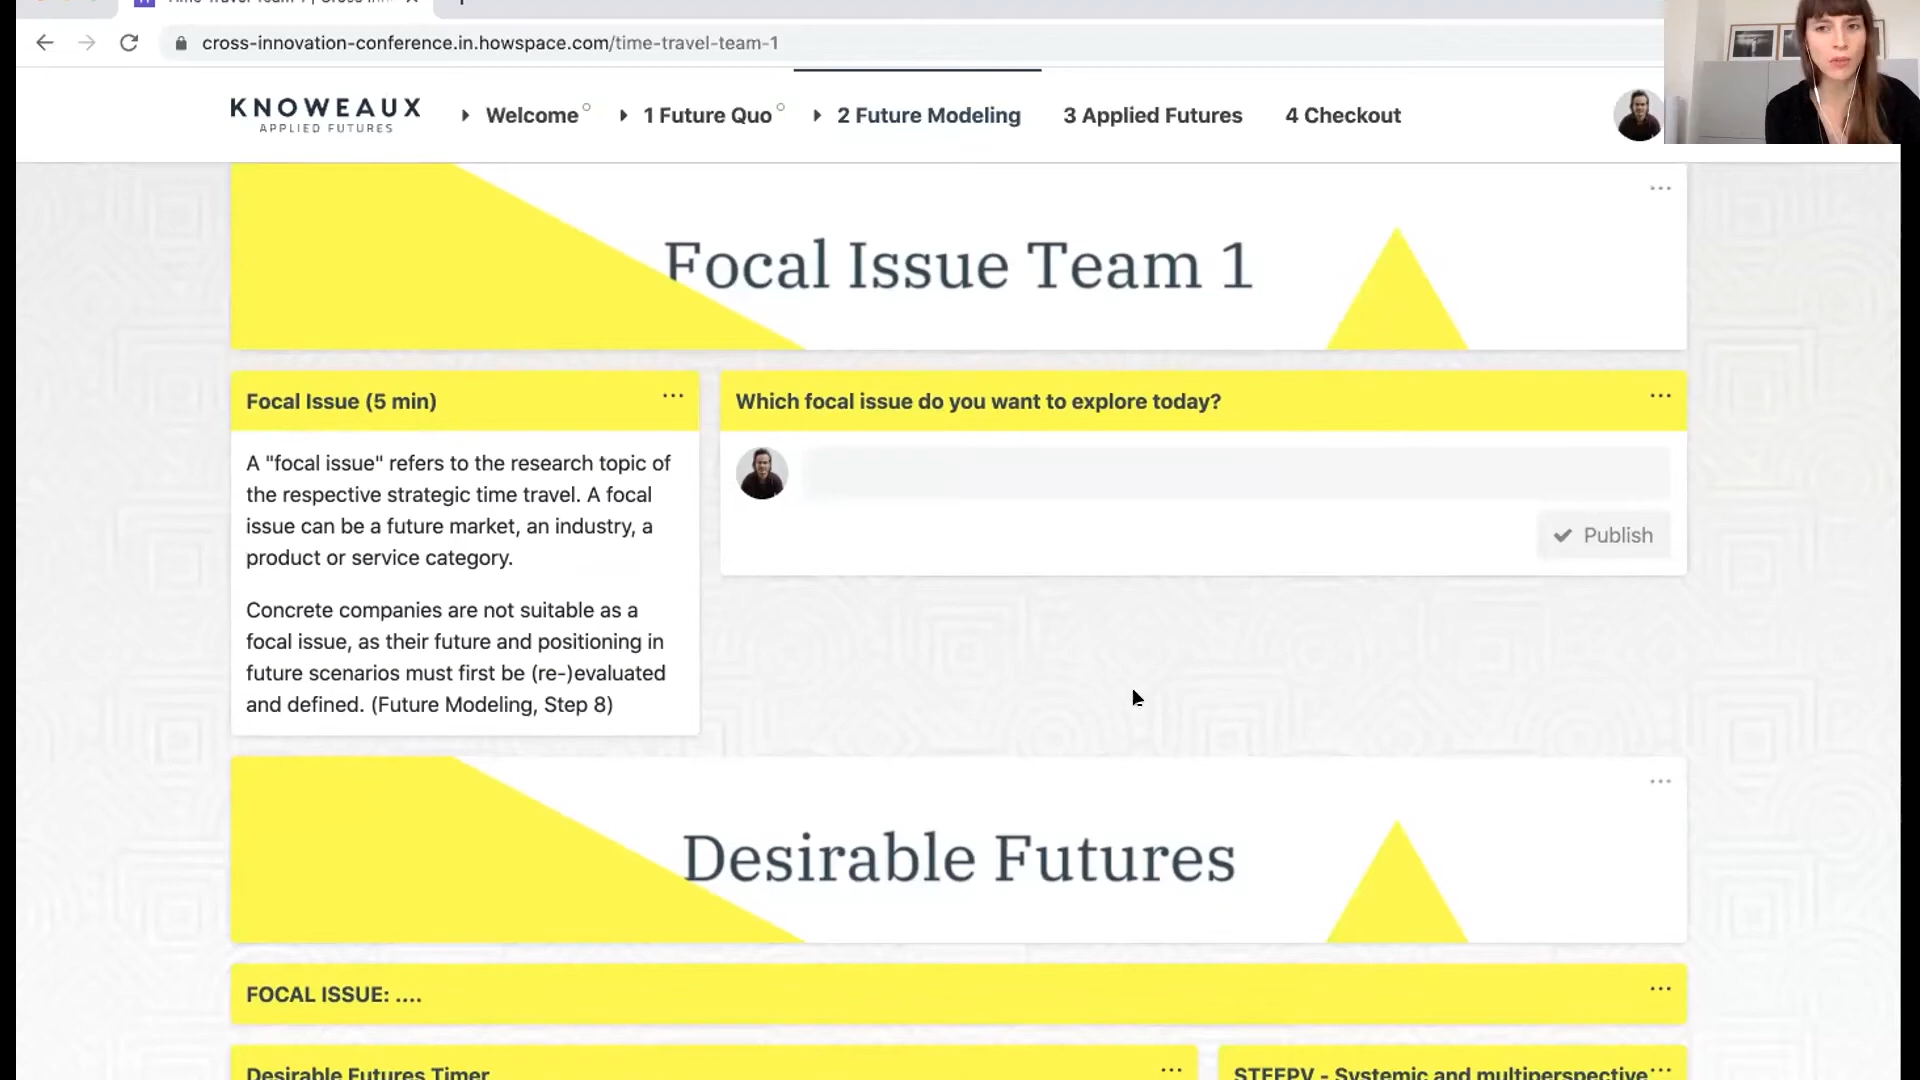 cross-innovation-conference.in.howspace.com/time-travel-team-1
KNOWEAUX
APPLIED FUTURES
Welcome
1 Future Quo
2 Future Modeling
3 Applied Futures
4 Checkout
Focal Issue Team 1
Focal Issue (5 min)
A "focal issue" refers to the research topic of
the respective strategic time travel. A focal
issue can be a future market, an industry, a
product or service category.
Concrete companies are not suitable as a
focal issue, as their future and positioning in
future scenarios must first be (re-)evaluated
and defined. (Future Modeling, Step 8)
Which focal issue do you want to explore today?
Publish
Desirable Futures
FOCAL ISSUE: ....
Desirable Futures Timer
STEEPV - Systemic and multiperspective